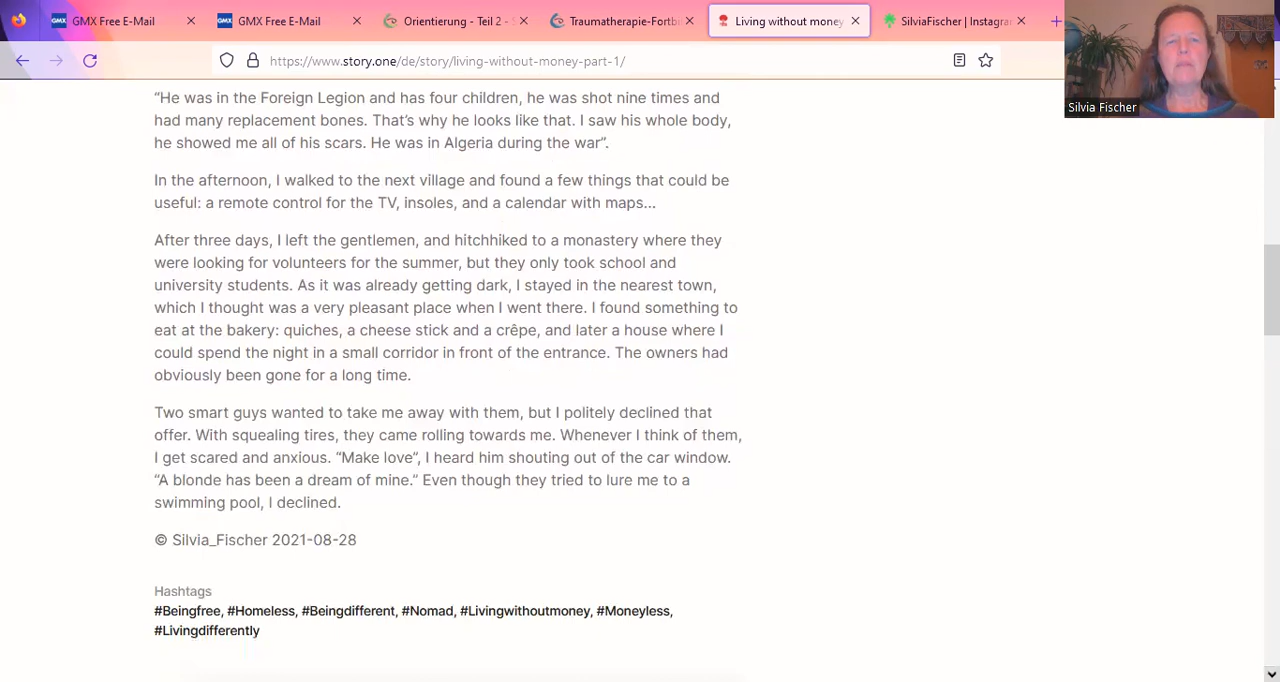 GMX Free E-Mail
GMX Free E-Mail
Orientierung - Teil 2 - S
Traumatherapie-Fortbi
Living without money
SilviaFischer | Instagra
https://www.story.one/de/story/living-without-money-part-1/
Silvia Fischer
“He was in the Foreign Legion and has four children, he was shot nine times and
had many replacement bones. That’s why he looks like that. I saw his whole body,
he showed me all of his scars. He was in Algeria during the war”.
In the afternoon, I walked to the next village and found a few things that could be
useful: a remote control for the TV, insoles, and a calendar with maps...
After three days, I left the gentlemen, and hitchhiked to a monastery where they
were looking for volunteers for the summer, but they only took school and
university students. As it was already getting dark, I stayed in the nearest town,
which I thought was a very pleasant place when I went there. I found something to
eat at the bakery: quiches, a cheese stick and a crêpe, and later a house where I
could spend the night in a small corridor in front of the entrance. The owners had
obviously been gone for a long time.
Two smart guys wanted to take me away with them, but I politely declined that
offer. With squealing tires, they came rolling towards me. Whenever I think of them,
I get scared and anxious. “Make love”, I heard him shouting out of the car window.
“A blonde has been a dream of mine.” Even though they tried to lure me to a
swimming pool, I declined.
© Silvia_Fischer 2021-08-28
Hashtags
#Beingfree, #Homeless, #Beingdifferent, #Nomad, #Livingwithoutmoney, #Moneyless,
#Livingdifferently